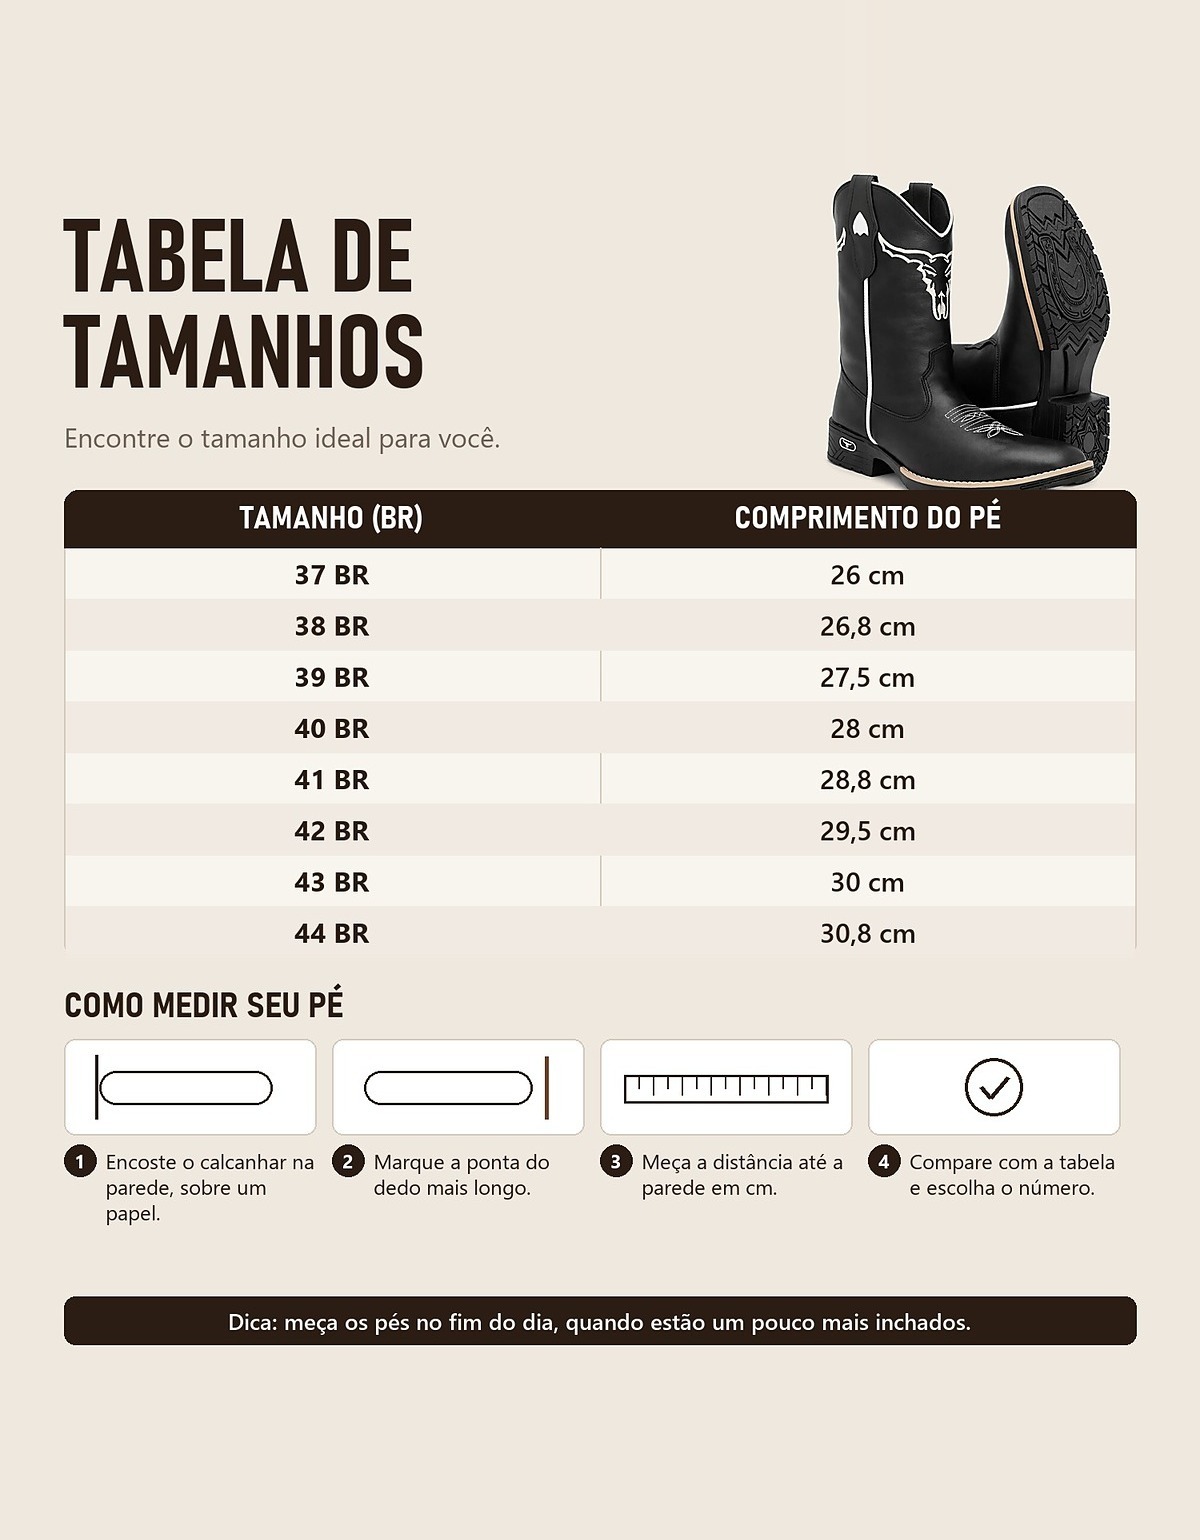 TABELA DE
TAMANHOS
Encontre o tamanho ideal para você.
TAMANHO (BR) COMPRIMENTO DO PÉ
37 BR 26 cm
38 BR 26,8 cm
39 BR 27,5 cm
40 BR 28 cm
41 BR 28,8 cm
42 BR 29,5 cm
43 BR 30 cm
44 BR 30,8 cm
COMO MEDIR SEU PÉ
1 Encoste o calcanhar na
parede, sobre um
papel.
2 Marque a ponta do
dedo mais longo.
3 Meça a distância até a
parede em cm.
4 Compare com a tabela
e escolha o número.
Dica: meça os pés no fim do dia, quando estão um pouco mais inchados.